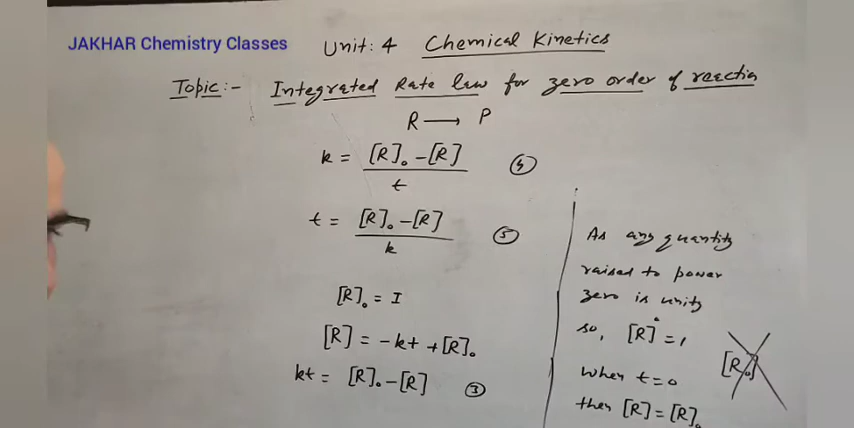 JAKHAR Chemistry Classes
Unit: 4 Chemical Kinetics
Topic:- Integrated Rate law for zero order of reaction
R ⟶ P
k = [R]₀ - [R] / t ④
t = [R]₀ - [R] / k ⑤
[R]₀ = I
[R] = -kt + [R]₀
kt = [R]₀ - [R] ③
As any quantity
raised to power
zero is unity
so, [R]⁰ = 1
[R₀]
when t = 0
then [R] = [R]₀